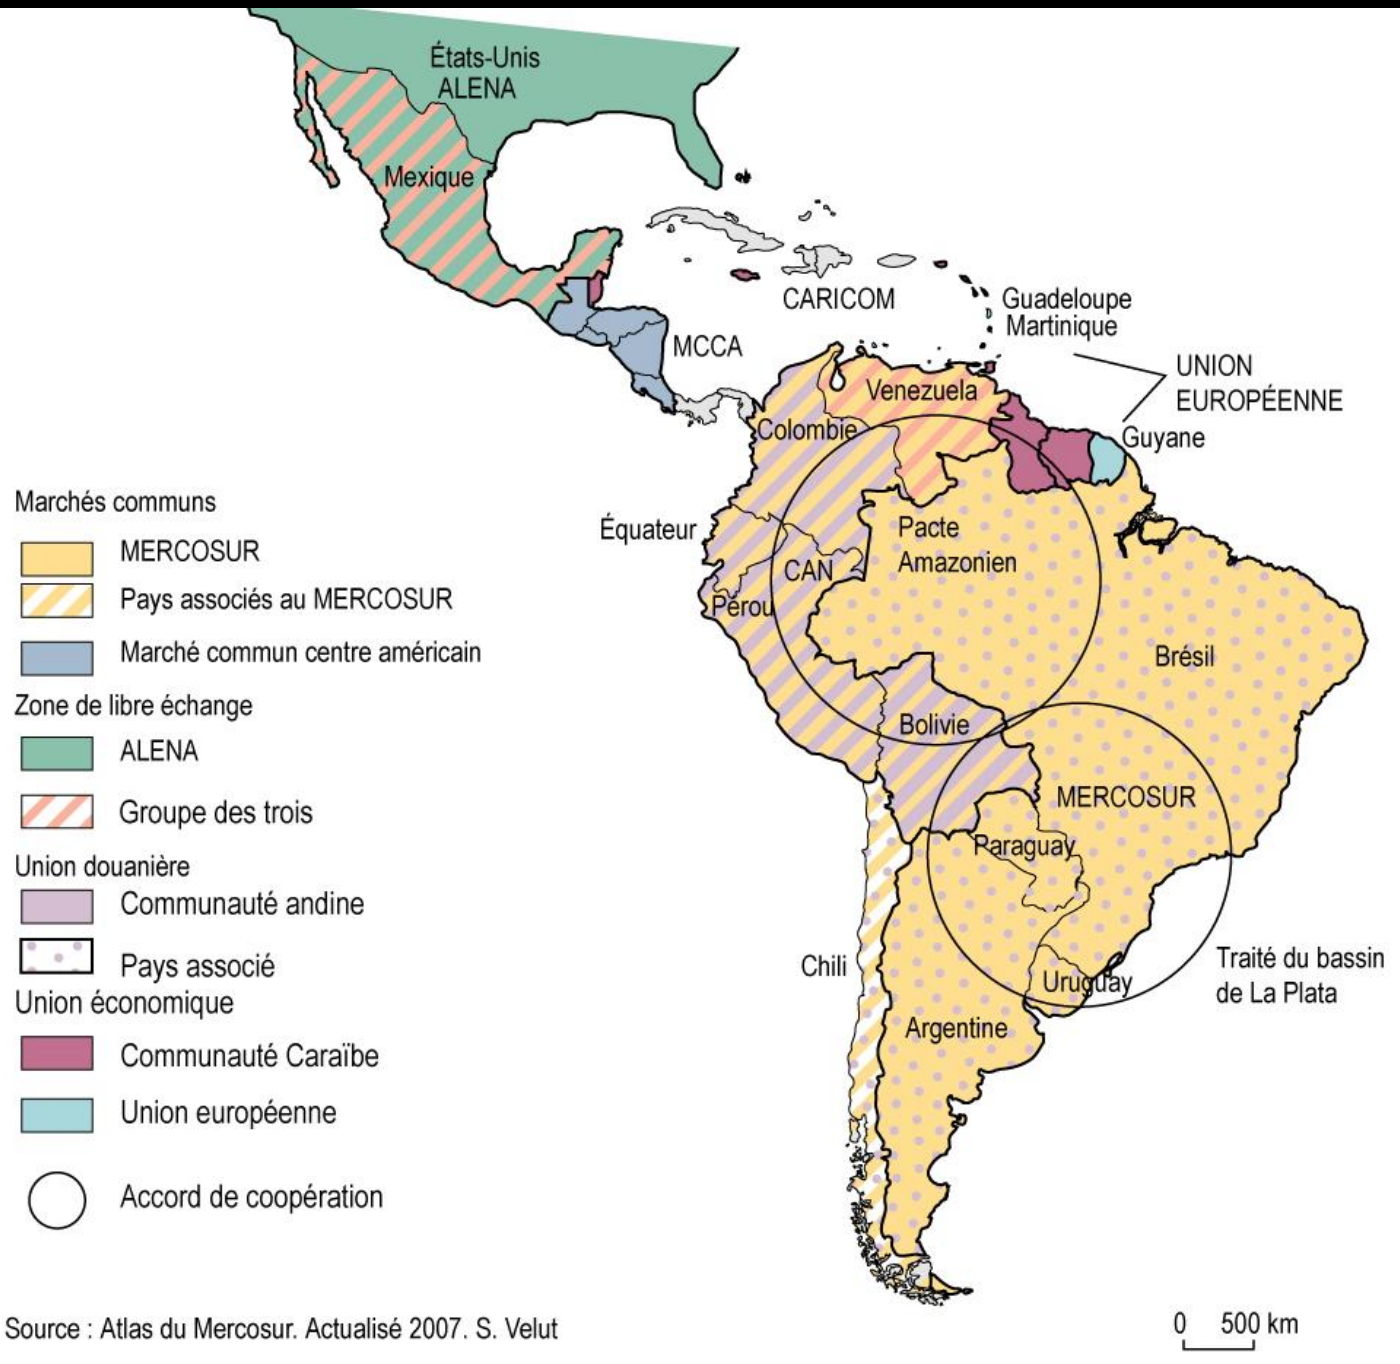 États-Unis
ALENA
Mexique
CARICOM
Guadeloupe
Martinique
MCCA
UNION
EUROPÉENNE
Venezuela
Colombie
Guyane
Marchés communs
MERCOSUR
Pays associés au MERCOSUR
Marché commun centre américain
Zone de libre échange
ALENA
Groupe des trois
Union douanière
Communauté andine
Pays associé
Union économique
Communauté Caraïbe
Union européenne
Accord de coopération
Équateur
Pacte
Amazonien
CAN
Pérou
Brésil
Bolivie
MERCOSUR
Paraguay
Chili
Uruguay
Traité du bassin
de La Plata
Argentine
Source : Atlas du Mercosur. Actualisé 2007. S. Velut
0 500 km